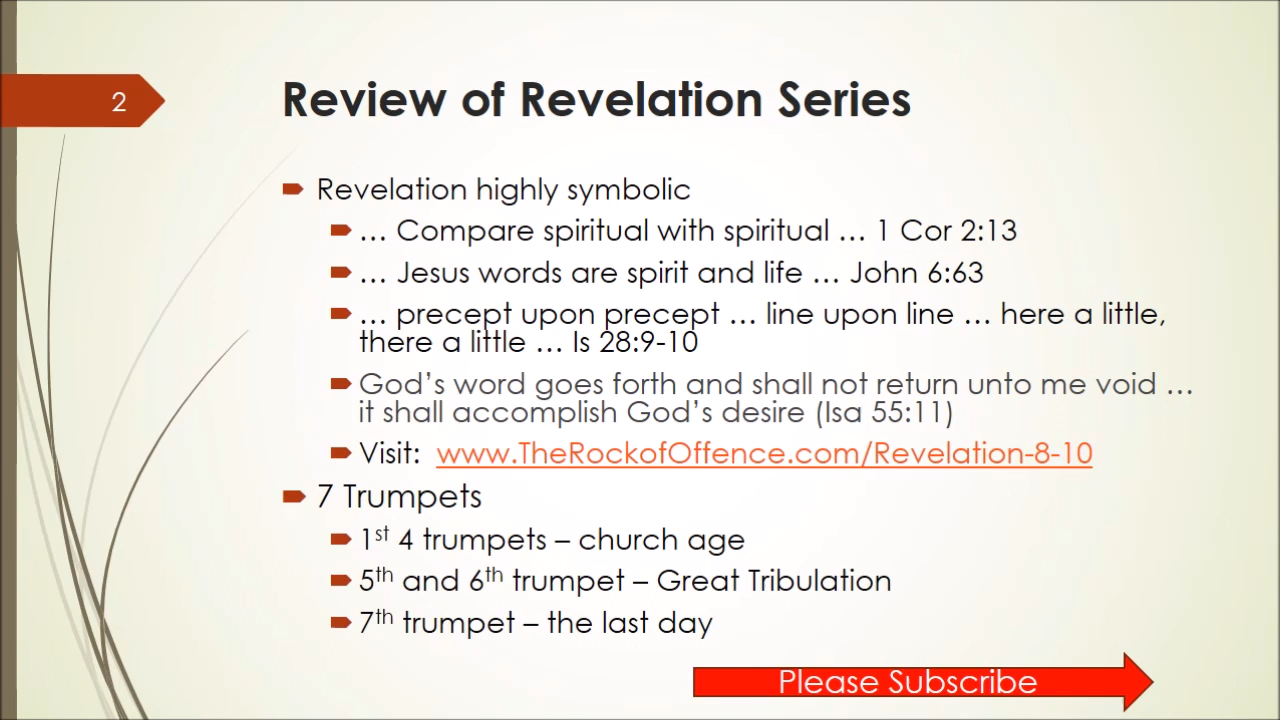 2
Review of Revelation Series
Revelation highly symbolic
… Compare spiritual with spiritual … 1 Cor 2:13
… Jesus words are spirit and life … John 6:63
… precept upon precept … line upon line … here a little,
there a little … Is 28:9-10
God’s word goes forth and shall not return unto me void …
it shall accomplish God’s desire (Isa 55:11)
Visit: www.TheRockofOffence.com/Revelation-8-10
7 Trumpets
1st 4 trumpets – church age
5th and 6th trumpet – Great Tribulation
7th trumpet – the last day
Please Subscribe